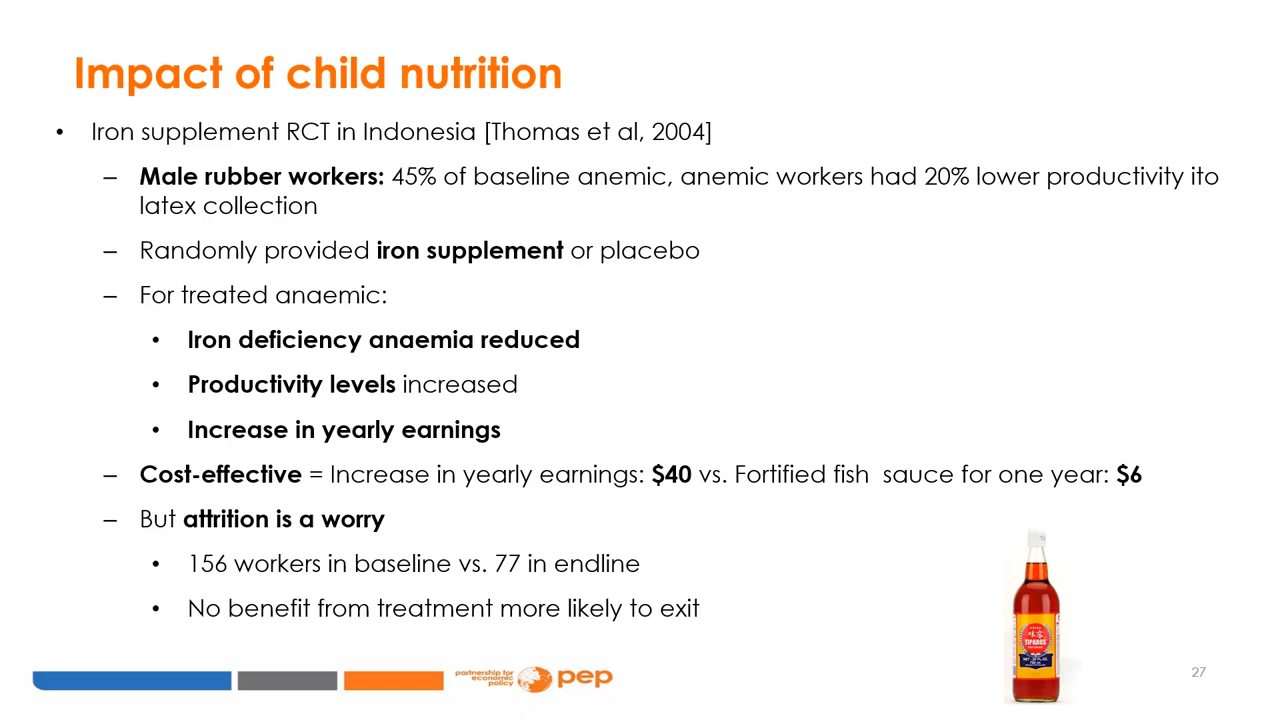 Impact of child nutrition
• Iron supplement RCT in Indonesia [Thomas et al, 2004]
– Male rubber workers: 45% of baseline anemic, anemic workers had 20% lower productivity ito
latex collection
– Randomly provided iron supplement or placebo
– For treated anaemic:
• Iron deficiency anaemia reduced
• Productivity levels increased
• Increase in yearly earnings
– Cost-effective = Increase in yearly earnings: $40 vs. Fortified fish  sauce for one year: $6
– But attrition is a worry
• 156 workers in baseline vs. 77 in endline
• No benefit from treatment more likely to exit
TIPAROS
partnership for
economic
policy
pep
27